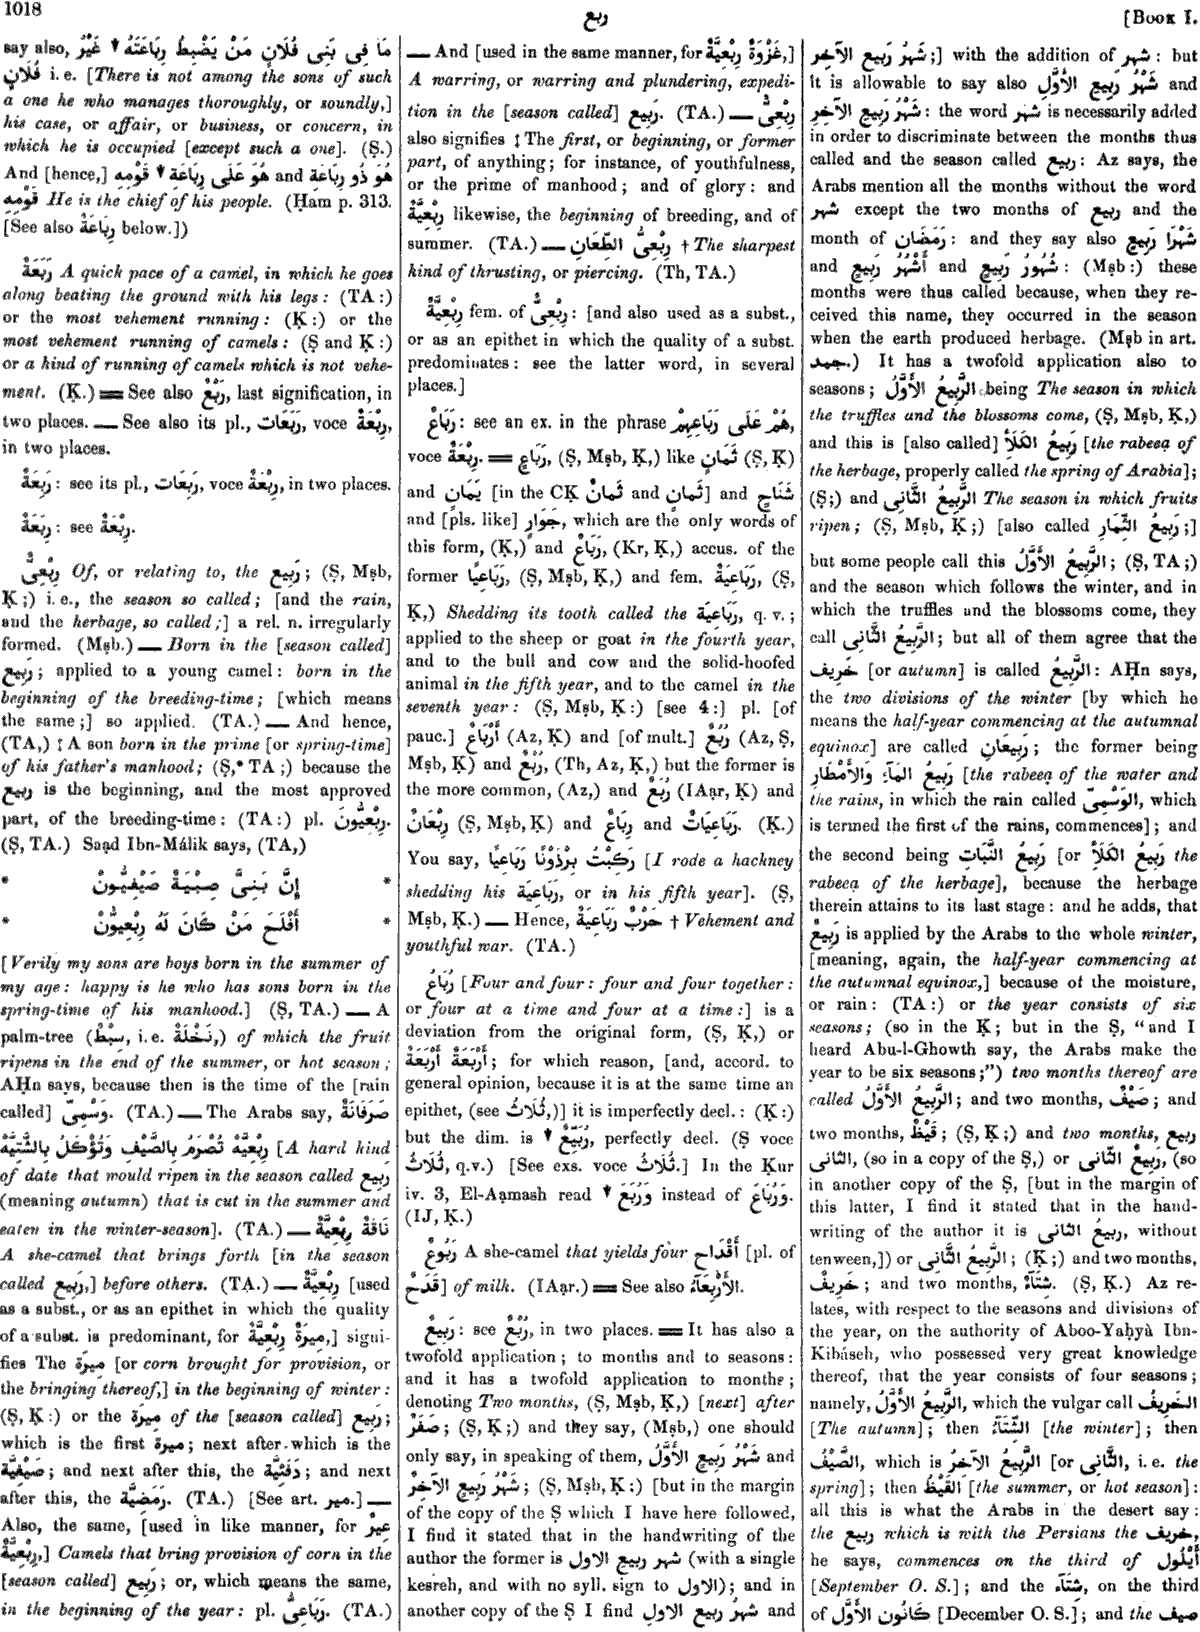 1018
ربع
[Book I.
say also, مَا فِى بَنِى فُلَانٍ مَنْ يَضْبِطُ رِبَاعَتَهُ ۴ غَيْرُ
فُلَانٍ i. e. [There is not among the sons of such
a one he who manages thoroughly, or soundly,]
his case, or affair, or business, or concern, in
which he is occupied [except such a one]. (Ṣ.)
And [hence,] هُوَ عَلَى رِبَاعَةِ ۴ قَوْمِهِ and هُوَ ذُو رِبَاعَةِ
قَوْمِهِ He is the chief of his people. (Ḥam p. 313.
[See also رِبَاعَةٌ below.])
رَبَعَةٌ A quick pace of a camel, in which he goes
along beating the ground with his legs: (TA:)
or the most vehement running: (Ḳ:) or the
most vehement running of camels: (Ṣ and Ḳ:)
or a kind of running of camels which is not vehe-
ment. (Ḳ.) ═ See also رَبْعٌ, last signification, in
two places. — See also its pl., رَبَعَات, voce رَبْعَةٌ,
in two places.
رَبَعَةٌ: see its pl., رَبَعَات, voce رَبْعَةٌ, in two places.
رَبِعَةٌ: see رَبْعَةٌ.
رِبْعِىٌّ Of, or relating to, the رَبِيع; (Ṣ, Mṣb,
Ḳ;) i. e., the season so called; [and the rain,
and the herbage, so called;] a rel. n. irregularly
formed. (Mṣb.) — Born in the [season called]
رَبِيع; applied to a young camel: born in the
beginning of the breeding-time; [which means
the same;] so applied. (TA.) — And hence,
(TA,) ‡ A son born in the prime [or spring-time]
of his father's manhood; (Ṣ,* TA;) because the
ربيع is the beginning, and the most approved
part, of the breeding-time: (TA:) pl. رِبْعِيُّونَ.
(Ṣ, TA.) Saạd Ibn-Málik says, (TA,)
* إِنَّ بَنِىَّ صِبْيَةٌ صَيْفِيُّونْ *
* أَفْلَحَ مَنْ كَانَ لَهُ رِبْعِيُّونْ *
[Verily my sons are boys born in the summer of
my age: happy is he who has sons born in the
spring-time of his manhood.] (Ṣ, TA.) — A
palm-tree (سِبْطٌ, i. e. نَخْلَةٌ,) of which the fruit
ripens in the end of the summer, or hot season;
AḤn says, because then is the time of the [rain
called] وَسْمِىّ. (TA.) — The Arabs say, صَرَفَانَةٌ
رِبْعِيَّةٌ تُصْرَمُ بِالصَّيْفِ وَتُؤْكَلُ بِالشَّتِيَّةِ [A hard kind
of date that would ripen in the season called رَبِيع
(meaning autumn) that is cut in the summer and
eaten in the winter-season]. (TA.) — نَاقَةٌ رِبْعِيَّةٌ
A she-camel that brings forth [in the season
called رَبِيع,] before others. (TA.) — رِبْعِيَّةٌ [used
as a subst., or as an epithet in which the quality
of a subst. is predominant, for مِيرَةٌ رِبْعِيَّةٌ,] signi-
fies The مِيرَة [or corn brought for provision, or
the bringing thereof,] in the beginning of winter:
(Ṣ, Ḳ:) or the مِيرَة of the [season called] رَبِيع;
which is the first ميرة; next after which is the
صَيْفِيَّة; and next after this, the دَفَئِيَّة; and next
after this, the رَمَضِيَّة. (TA.) [See art. مير.] —
Also, the same, [used in like manner, for عِيرٌ
رِبْعِيَّةٌ,] Camels that bring provision of corn in the
[season called] رَبِيع; or, which means the same,
in the beginning of the year: pl. رَبَاعِىُّ. (TA.)
— And [used in the same manner, for غَزْوَةٌ رِبْعِيَّةٌ,]
A warring, or warring and plundering, expedi-
tion in the [season called] رَبِيع. (TA.) — رِبْعِىٌّ
also signifies ‡ The first, or beginning, or former
part, of anything; for instance, of youthfulness,
or the prime of manhood; and of glory: and
رِبْعِيَّةٌ likewise, the beginning of breeding, and of
summer. (TA.) — رِبْعِىُّ الطِّعَانِ † The sharpest
kind of thrusting, or piercing. (Th, TA.)
رِبْعِيَّةٌ fem. of رِبْعِىٌّ: [and also used as a subst.,
or as an epithet in which the quality of a subst.
predominates: see the latter word, in several
places.]
رَبَاعٌ: see an ex. in the phrase هُمْ عَلَى رَبَاعِهِمْ,
voce رَبْعَةٌ. ═ رَبَاعٍ, (Ṣ, Mṣb, Ḳ,) like ثَمَانٍ (Ṣ, Ḳ)
and يَمَانٍ [in the CḲ ثَمانٌ and ثَمانٍ] and شَنَاحٍ
and [pls. like] جَوَارٍ, which are the only words of
this form, (Ḳ,) and رَبَاعٌ, (Kr, Ḳ,) accus. of the
former رَبَاعِيًا, (Ṣ, Mṣb, Ḳ,) and fem. رَبَاعِيَةٌ, (Ṣ,
Ḳ,) Shedding its tooth called the رَبَاعِيَة, q. v.;
applied to the sheep or goat in the fourth year,
and to the bull and cow and the solid-hoofed
animal in the fifth year, and to the camel in the
seventh year: (Ṣ, Mṣb, Ḳ:) [see 4:] pl. [of
pauc.] أَرْبَاعٌ (Az, Ḳ) and [of mult.] رُبُعٌ (Az, Ṣ,
Mṣb, Ḳ) and رُبْعٌ, (Th, Az, Ḳ,) but the former is
the more common, (Az,) and رُبَعٌ (IAạr, Ḳ) and
رِبْعَانٌ (Ṣ, Mṣb, Ḳ) and رِبَاعٌ and رَبَاعِيَاتٌ. (Ḳ.)
You say, رَكِبْتُ بِرْذَوْنًا رَبَاعِيًا [I rode a hackney
shedding his رَبَاعِيَة, or in his fifth year]. (Ṣ,
Mṣb, Ḳ.) — Hence, حَرْبٌ رَبَاعِيَةٌ † Vehement and
youthful war. (TA.)
رُبَاعُ [Four and four: four and four together:
or four at a time and four at a time:] is a
deviation from the original form, (Ṣ, Ḳ,) or
أَرْبَعَةٌ أَرْبَعَةٌ; for which reason, [and, accord. to
general opinion, because it is at the same time an
epithet, (see ثُلَاثُ,)] it is imperfectly decl.: (Ḳ:)
but the dim. is ۴ رُبَيِّعٌ, perfectly decl. (Ṣ voce
ثُلَاثُ, q.v.) [See exs. voce ثُلَاثُ.] In the Ḳur
iv. 3, El-Aạmash read ۴ وَرُبَعَ instead of وَرُبَاعَ.
(IJ, Ḳ.)
رَبُوعٌ A she-camel that yields four أَقْدَاح [pl. of
قَدَحٌ] of milk. (IAạr.) ═ See also الأَرْبِعَاءُ.
رَبِيعٌ: see رُبْعٌ, in two places. ═ It has also a
twofold application; to months and to seasons:
and it has a twofold application to months;
denoting Two months, (Ṣ, Mṣb, Ḳ,) [next] after
صَفَرٌ; (Ṣ, Ḳ;) and they say, (Mṣb,) one should
only say, in speaking of them, شَهْرُ رَبِيعٍ الأَوَّلُ and
شَهْرُ رَبِيعٍ الآخِرُ; (Ṣ, Mṣb, Ḳ:) [but in the margin
of the copy of the Ṣ which I have here followed,
I find it stated that in the handwriting of the
author the former is شهر ربيعِ الاول (with a single
kesreh, and with no syll. sign to الاول); and in
another copy of the Ṣ I find شهرُ ربيعِ الاولِ and
شَهْرُ رَبِيعِ الآخِرِ;] with the addition of شهر: but
it is allowable to say also شَهْرُ رَبِيعِ الأَوَّلِ and
شَهْرُ رَبِيعِ الآخِرِ: the word شهر is necessarily added
in order to discriminate between the months thus
called and the season called ربيع: Az says, the
Arabs mention all the months without the word
شهر except the two months of ربيع and the
month of رَمَضَان: and they say also شَهْرَا رَبِيعٍ
and أَشْهُرُ رَبِيعٍ and شُهُورُ رَبِيعٍ: (Mṣb:) these
months were thus called because, when they re-
ceived this name, they occurred in the season
when the earth produced herbage. (Mṣb in art.
جمد.) It has a twofold application also to
seasons; الرَّبِيعُ الأَوَّلُ being The season in which
the truffles and the blossoms come, (Ṣ, Mṣb, Ḳ,)
and this is [also called] رَبِيعُ الكَلَأِ [the rabeeạ of
the herbage, properly called the spring of Arabia];
(Ṣ;) and الرَّبِيعُ الثَّانِى The season in which fruits
ripen; (Ṣ, Mṣb, Ḳ;) [also called رَبِيعُ الثِّمَارِ;]
but some people call this الرَّبِيعُ الأَوَّلُ; (Ṣ, TA;)
and the season which follows the winter, and in
which the truffles and the blossoms come, they
call الرَّبِيعُ الثَّانِى; but all of them agree that the
خَرِيف [or autumn] is called الرَّبِيعُ: AḤn says,
the two divisions of the winter [by which he
means the half-year commencing at the autumnal
equinox] are called رَبِيعَانِ; the former being
رَبِيعُ المَآءِ وَالأَمْطَارِ [the rabeeạ of the water and
the rains, in which the rain called الوَسْمِىّ, which
is termed the first of the rains, commences]; and
the second being رَبِيعُ النَّبَاتِ [or رَبِيعُ الكَلَأِ the
rabeeạ of the herbage], because the herbage
therein attains to its last stage: and he adds, that
رَبِيعٌ is applied by the Arabs to the whole winter,
[meaning, again, the half-year commencing at
the autumnal equinox,] because of the moisture,
or rain: (TA:) or the year consists of six
seasons; (so in the Ḳ; but in the Ṣ, “and I
heard Abu-l-Ghowth say, the Arabs make the
year to be six seasons;”) two months thereof are
called الرَّبِيعُ الأَوَّلُ; and two months, صَيْفٌ; and
two months, قَيْظٌ; (Ṣ, Ḳ;) and two months, ربيع
الثانى, (so in a copy of the Ṣ,) or رَبِيعٌ الثَّانِى, (so
in another copy of the Ṣ, [but in the margin of
this latter, I find it stated that in the hand-
writing of the author it is ربيعُ الثانى, without
tenween,]) or الرَّبِيعُ الثَّانِى; (Ḳ;) and two months,
خَرِيفٌ; and two months, شِتَآءٌ. (Ṣ, Ḳ.) Az re-
lates, with respect to the seasons and divisions of
the year, on the authority of Aboo-Yaḥyà Ibn-
Kibáseh, who possessed very great knowledge
thereof, that the year consists of four seasons;
namely, الرَّبِيعُ الأَوَّلُ, which the vulgar call الخَرِيفُ
[The autumn]; then الشِّتَآءُ [the winter]; then
الصَّيْفُ, which is الرَّبِيعُ الآخِرُ [or الثَّانِى, i. e. the
spring]; then القَيْظُ [the summer, or hot season]:
all this is what the Arabs in the desert say:
the ربيع which is with the Persians the خريف,
he says, commences on the third of أَيْلُول
[September O. S.]; and the شِتَآء, on the third
of كَانُون الأَوَّل [December O. S.]; and the صيف